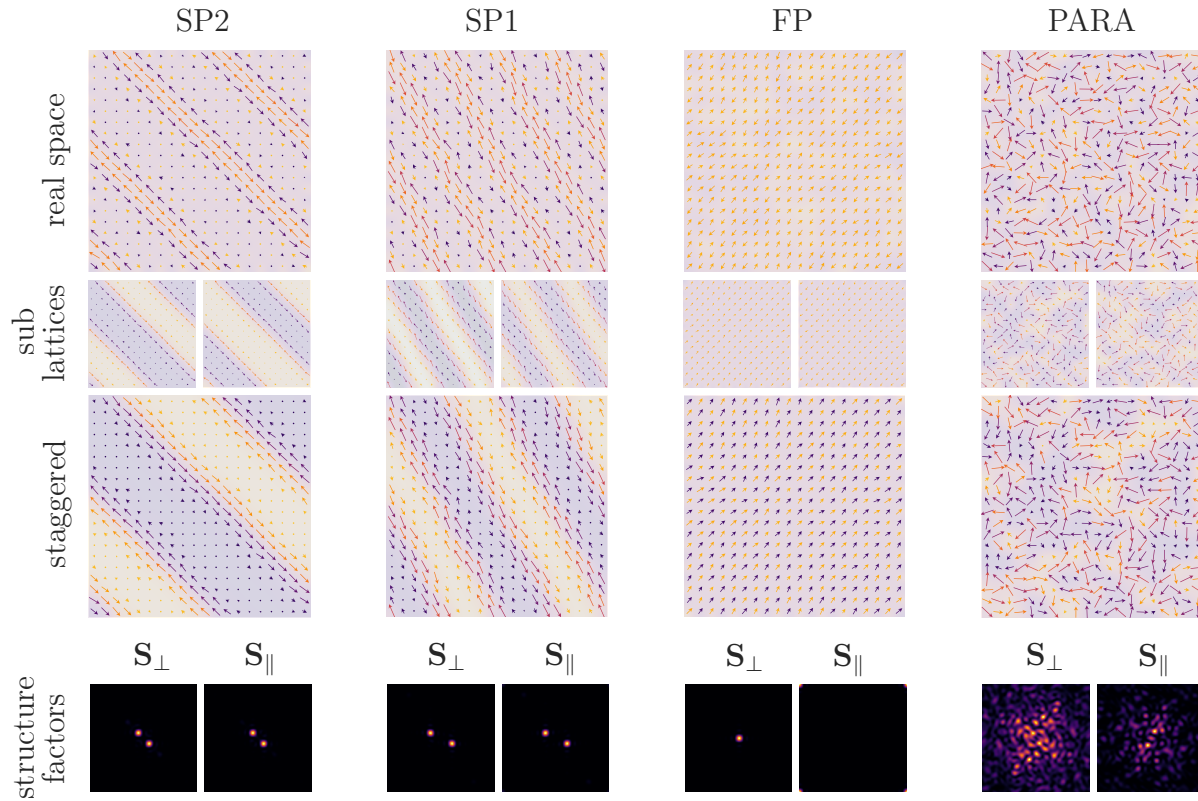 SP2 SP1 FP PARA
real space
sub
lattices
staggered
S⊥ S∥ S⊥ S∥ S⊥ S∥ S⊥ S∥
structure
factors